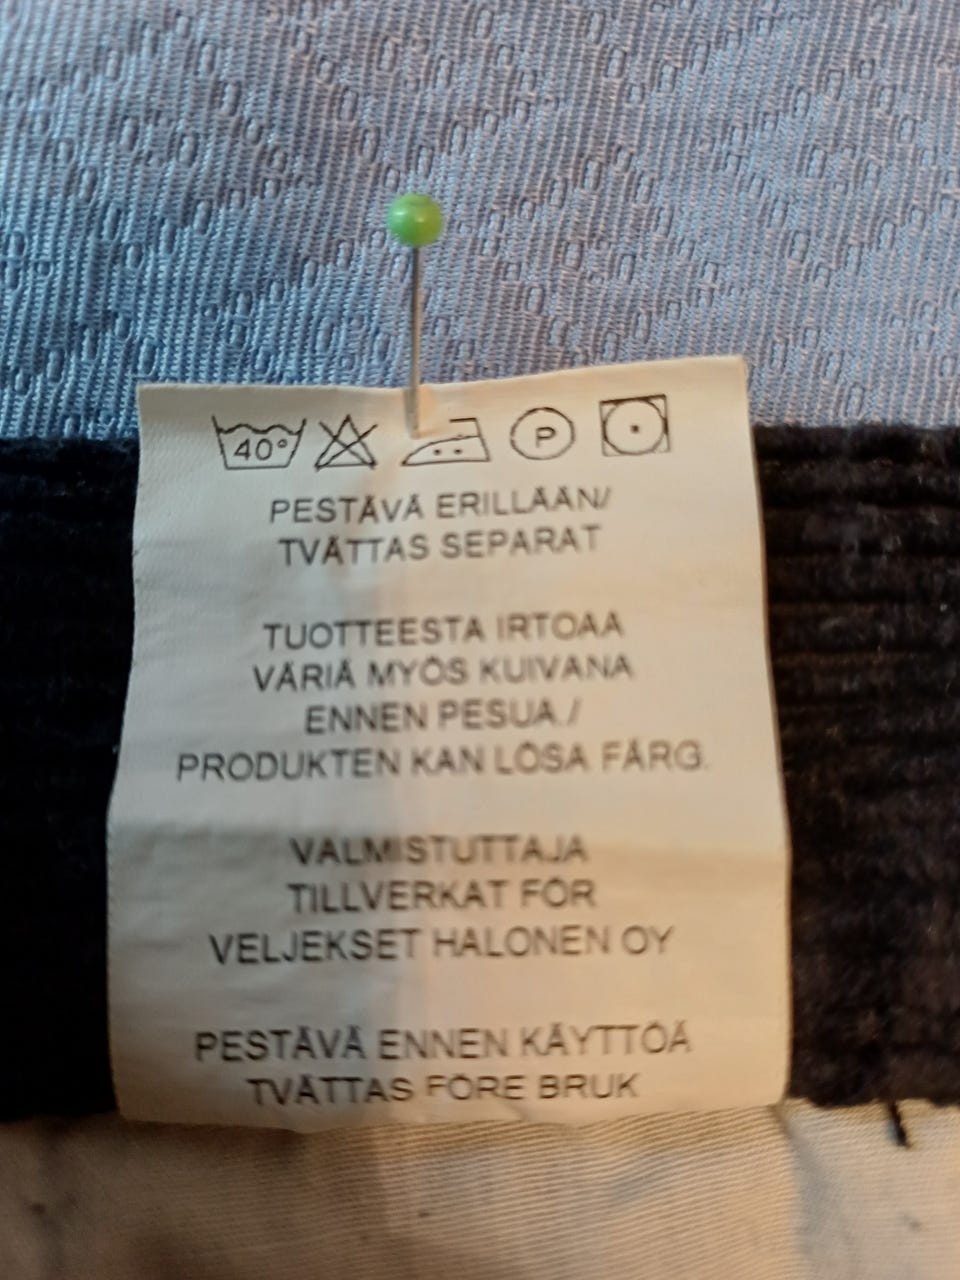 40°
P
PESTÄVÄ ERILLÄÄN/
TVÄTTAS SEPARAT
TUOTTEESTA IRTOAA
VÄRIÄ MYÖS KUIVANA
ENNEN PESUA /
PRODUKTEN KAN LÖSA FÄRG.
VALMISTUTTAJA
TILLVERKAT FÖR
VELJEKSET HALONEN OY
PESTÄVÄ ENNEN KÄYTTÖÄ
TVÄTTAS FÖRE BRUK